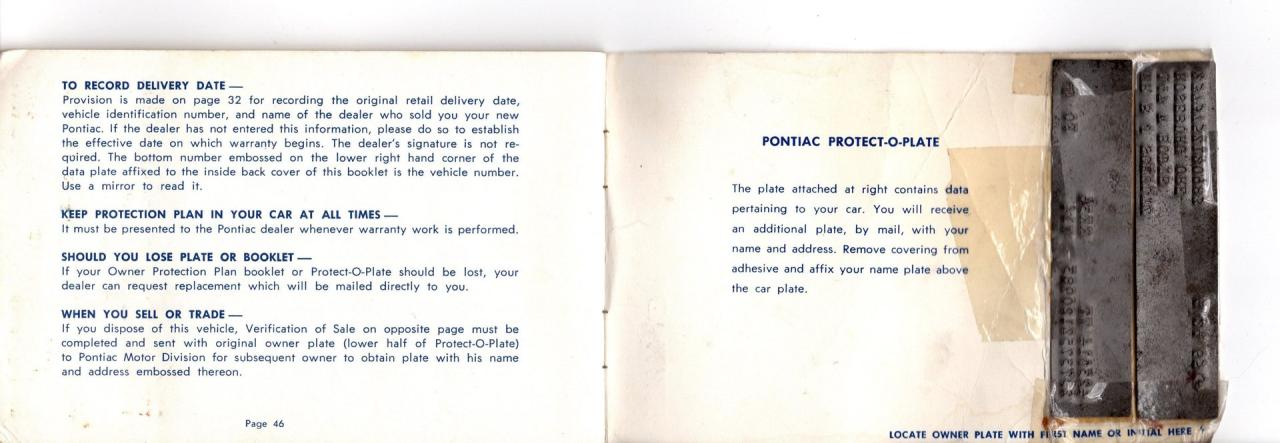 TO RECORD DELIVERY DATE —
Provision is made on page 32 for recording the original retail delivery date,
vehicle identification number, and name of the dealer who sold you your new
Pontiac. If the dealer has not entered this information, please do so to establish
the effective date on which warranty begins. The dealer's signature is not re-
quired. The bottom number embossed on the lower right hand corner of the
data plate affixed to the inside back cover of this booklet is the vehicle number.
Use a mirror to read it.
KEEP PROTECTION PLAN IN YOUR CAR AT ALL TIMES —
It must be presented to the Pontiac dealer whenever warranty work is performed.
SHOULD YOU LOSE PLATE OR BOOKLET —
If your Owner Protection Plan booklet or Protect-O-Plate should be lost, your
dealer can request replacement which will be mailed directly to you.
WHEN YOU SELL OR TRADE —
If you dispose of this vehicle, Verification of Sale on opposite page must be
completed and sent with original owner plate (lower half of Protect-O-Plate)
to Pontiac Motor Division for subsequent owner to obtain plate with his name
and address embossed thereon.
Page 46
PONTIAC PROTECT-O-PLATE
The plate attached at right contains data
pertaining to your car. You will receive
an additional plate, by mail, with your
name and address. Remove covering from
adhesive and affix your name plate above
the car plate.
LOCATE OWNER PLATE WITH FIRST NAME OR INITIAL HERE